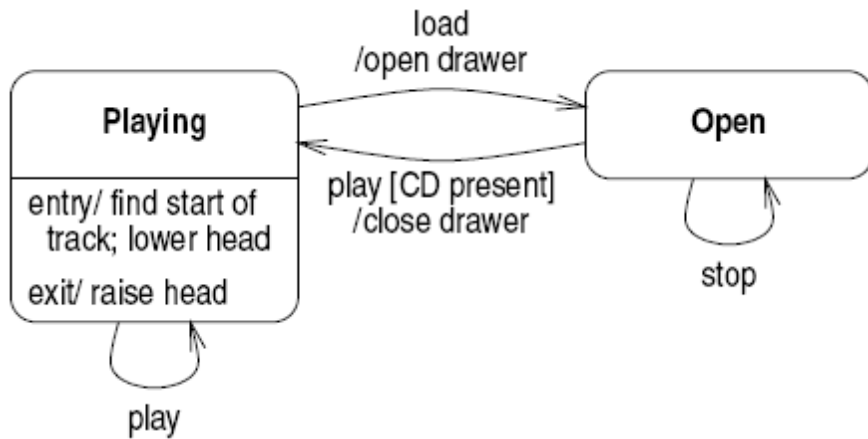 load
/open drawer
Playing
Open
entry/ find start of
track; lower head
exit/ raise head
play [CD present]
/close drawer
stop
play